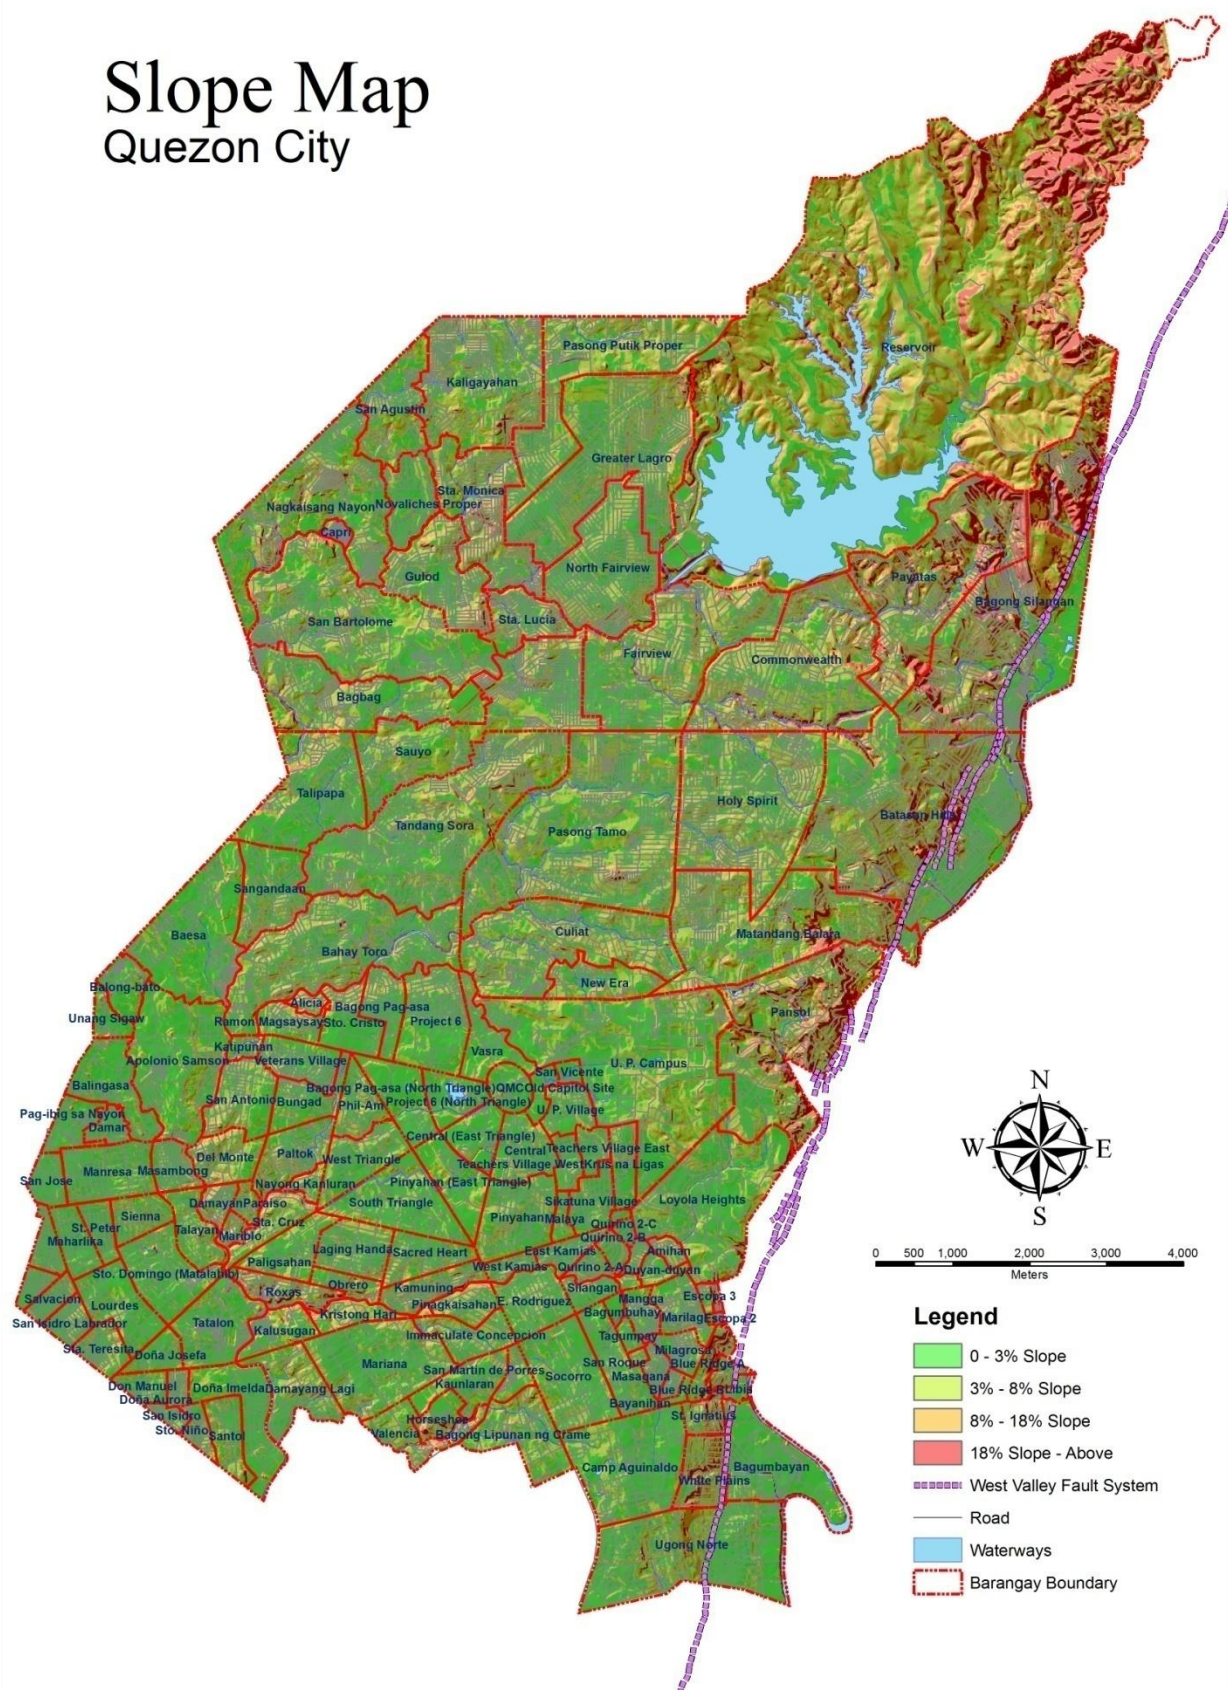 Slope Map
Quezon City
Pasong Putik Proper
Reservoir
Kaligayahan
San Agustin
Greater Lagro
Sta. Monica
Nagkaisang Nayon
Novaliches Proper
Capri
North Fairview
Gulod
Payatas
Bagong Silangan
San Bartolome
Sta. Lucia
Fairview
Commonwealth
Bagbag
Sauyo
Talipapa
Holy Spirit
Batasan Hills
Tandang Sora
Pasong Tamo
Sangandaan
Baesa
Culiat
Matandang Balara
Bahay Toro
New Era
Balong-bato
Alicia
Bagong Pag-asa
Pansol
Unang Sigaw
Ramon Magsaysay
Sto. Cristo
Project 6
Katipunan
Apolonio Samson
Veterans Village
Vasra
San Vicente
U. P. Campus
Balingasa
Bagong Pag-asa (North Triangle)
QMC
Old Capitol Site
San Antonio
Bungad
Phil-Am
Project 6 (North Triangle)
U. P. Village
Pag-ibig sa Nayon
Damar
Central (East Triangle)
Central
Teachers Village East
Del Monte
Paltok
West Triangle
Teachers Village West
Krus na Ligas
Manresa
Masambong
San Jose
Nayong Kanluran
Pinyahan (East Triangle)
Damayan
Paraiso
South Triangle
Sikatuna Village
Loyola Heights
Sienna
St. Peter
Maharlika
Talayan
Sta. Cruz
Mariblo
Pinyahan
Malaya
Quirino 2-C
Quirino 2-B
Laging Handa
Sacred Heart
East Kamias
Amihan
Paligsahan
West Kamias
Quirino 2-A
Duyan-duyan
Sto. Domingo (Matalahib)
Roxas
Obrero
Kamuning
Silangan
Escopa 3
Salvacion
Lourdes
Pinagkaisahan
E. Rodriguez
Mangga
Bagumbuhay
Marilag
Escopa 2
San Isidro Labrador
Tatalon
Kristong Hari
Kalusugan
Immaculate Concepcion
Tagumpay
Sta. Teresita
Doña Josefa
Milagrosa
Mariana
San Martin de Porres
San Roque
Blue Ridge A
Kaunlaran
Socorro
Masagana
Don Manuel
Doña Imelda
Damayang Lagi
Blue Ridge B
Libis
Doña Aurora
Bayanihan
San Isidro
Horseshoe
St. Ignatius
Sto. Niño
Santol
Valencia
Bagong Lipunan ng Crame
Camp Aguinaldo
Bagumbayan
White Plains
Ugong Norte
N
W
E
S
0 500 1,000 2,000 3,000 4,000
Meters
Legend
0 - 3% Slope
3% - 8% Slope
8% - 18% Slope
18% Slope - Above
West Valley Fault System
Road
Waterways
Barangay Boundary